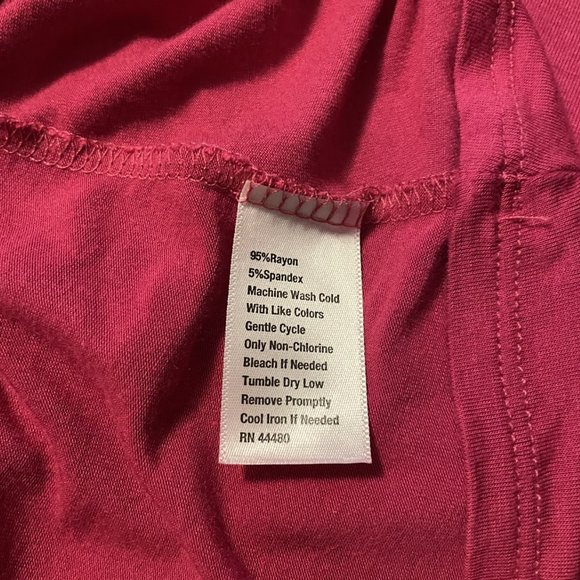 95%Rayon
5%Spandex
Machine Wash Cold
With Like Colors
Gentle Cycle
Only Non-Chlorine
Bleach If Needed
Tumble Dry Low
Remove Promptly
Cool Iron If Needed
RN 44480